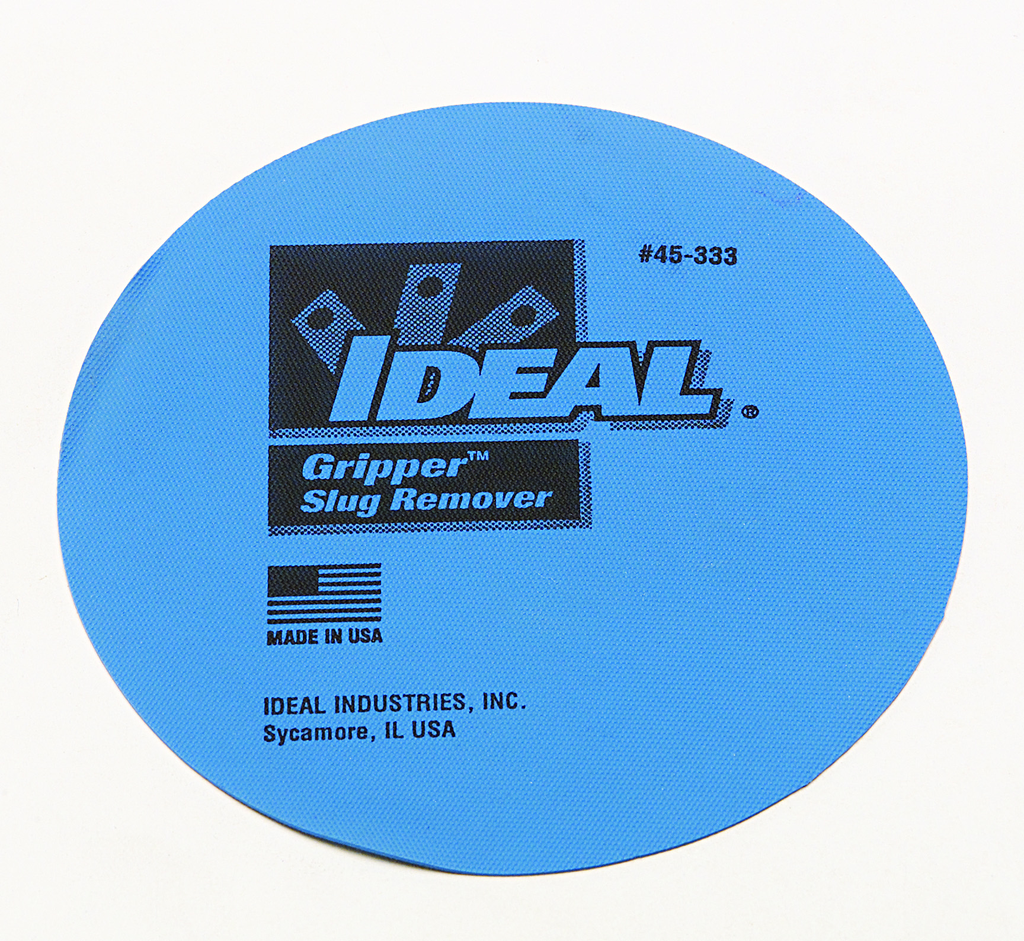 #45-333
IDEAL®
Gripper™
Slug Remover
MADE IN USA
IDEAL INDUSTRIES, INC.
Sycamore, IL USA